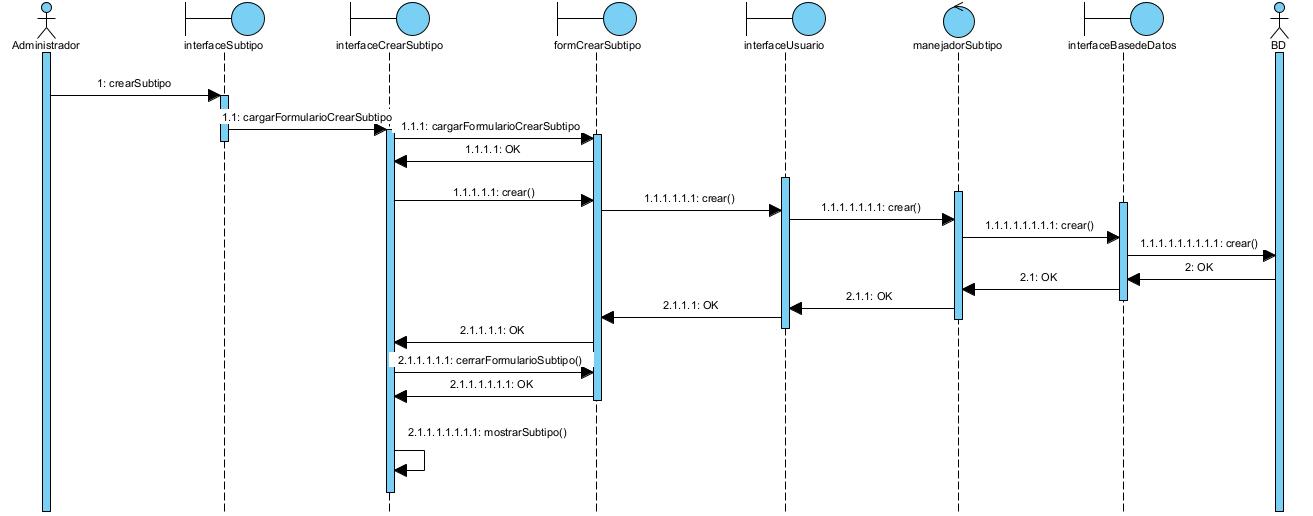 Administrador
interfaceSubtipo
interfaceCrearSubtipo
formCrearSubtipo
interfaceUsuario
manejadorSubtipo
interfaceBasedeDatos
BD
1: crearSubtipo
1.1: cargarFormularioCrearSubtipo
1.1.1: cargarFormularioCrearSubtipo
1.1.1.1: OK
1.1.1.1.1: crear()
1.1.1.1.1.1: crear()
1.1.1.1.1.1.1: crear()
1.1.1.1.1.1.1.1: crear()
1.1.1.1.1.1.1.1.1: crear()
2: OK
2.1: OK
2.1.1: OK
2.1.1.1: OK
2.1.1.1.1: OK
2.1.1.1.1.1: cerrarFormularioSubtipo()
2.1.1.1.1.1.1: OK
2.1.1.1.1.1.1.1: mostrarSubtipo()